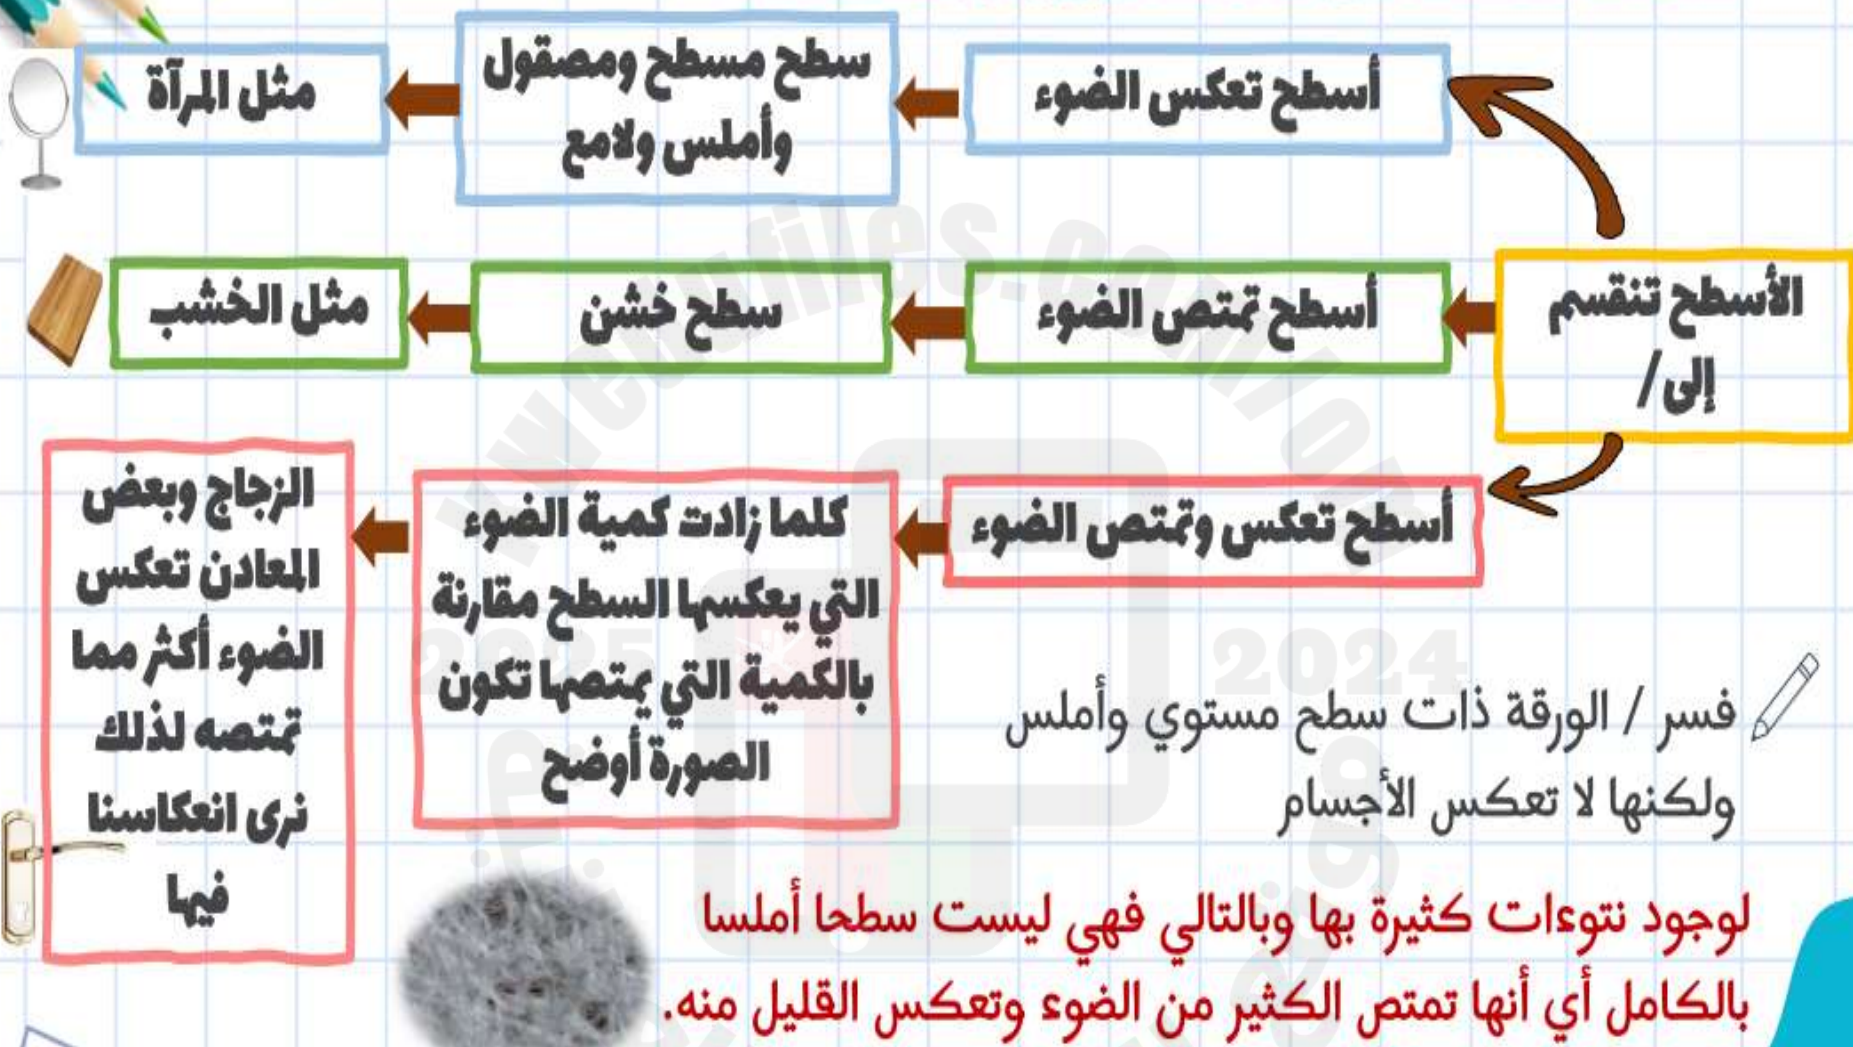 أسطح تعكس الضوء
سطح مسطح ومصقول
وأملس ولامع
مثل المرآة
الأسطح تنقسم
إلى /
أسطح تمتص الضوء
سطح خشن
مثل الخشب
أسطح تعكس وتمتص الضوء
كلما زادت كمية الضوء
التي يعكسها السطح مقارنة
بالكمية التي يمتصها تكون
الصورة أوضح
الزجاج وبعض
المعادن تعكس
الضوء أكثر مما
تمتصه لذلك
نرى انعكاسنا
فيها
فسر / الورقة ذات سطح مستوي وأملس
ولكنها لا تعكس الأجسام
لوجود نتوءات كثيرة بها وبالتالي فهي ليست سطحا أملسا
بالكامل أي أنها تمتص الكثير من الضوء وتعكس القليل منه.
2025
2024